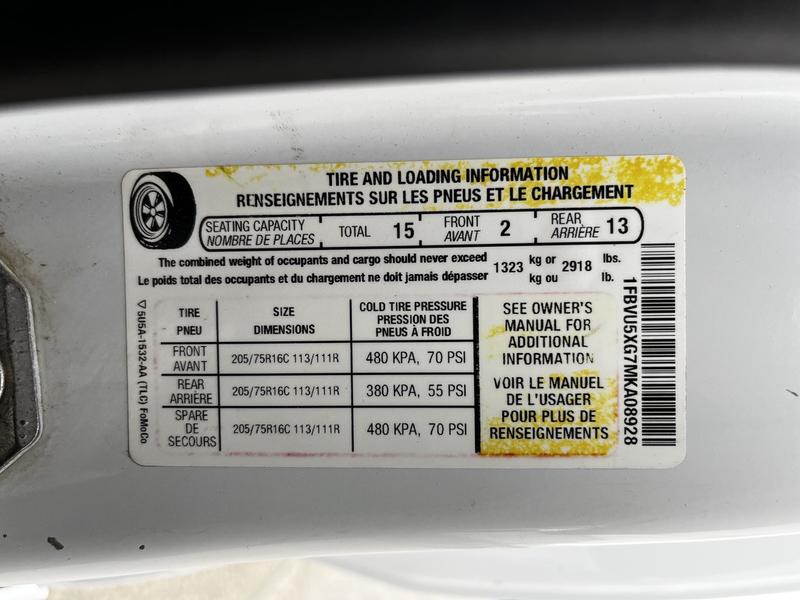 TIRE AND LOADING INFORMATION
RENSEIGNEMENTS SUR LES PNEUS ET LE CHARGEMENT
SEATING CAPACITY
NOMBRE DE PLACES
TOTAL 15
FRONT
AVANT
2
REAR
ARRIÈRE
13
The combined weight of occupants and cargo should never exceed
Le poids total des occupants et du chargement ne doit jamais dépasser
1323
kg or
kg ou
2918
lbs.
lb.
TIRE
PNEU
SIZE
DIMENSIONS
COLD TIRE PRESSURE
PRESSION DES
PNEUS À FROID
FRONT
AVANT
205/75R16C 113/111R
480 KPA, 70 PSI
REAR
ARRIÈRE
205/75R16C 113/111R
380 KPA, 55 PSI
SPARE
DE
SECOURS
205/75R16C 113/111R
480 KPA, 70 PSI
SEE OWNER'S
MANUAL FOR
ADDITIONAL
INFORMATION
VOIR LE MANUEL
DE L'USAGER
POUR PLUS DE
RENSEIGNEMENTS
1FBVU5XG7MKA08928
5U5A-1532-AA (TLC) FoMoCo